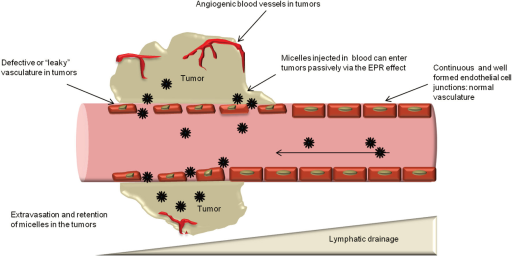 Angiogenic blood vessels in tumors
Defective or “leaky”
vasculature in tumors
Tumor
Micelles injected in blood can enter
tumors passively via the EPR effect
Continuous and well
formed endothelial cell
junctions: normal
vasculature
Extravasation and retention
of micelles in the tumors
Tumor
Lymphatic drainage